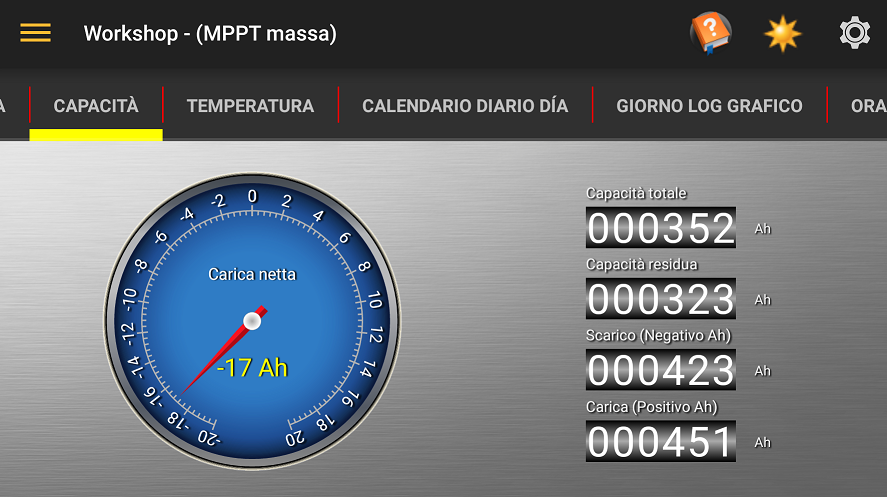 Workshop - (MPPT massa)
A CAPACITÀ TEMPERATURA CALENDARIO DIARIO DÍA GIORNO LOG GRAFICO ORA
-20 -18 -16 -14 -12 -10 -8 -6 -4 -2 0 2 4 6 8 10 12 14 16 18 20
Carica netta
-17 Ah
Capacità totale
000352 Ah
Capacità residua
000323 Ah
Scarico (Negativo Ah)
000423 Ah
Carica (Positivo Ah)
000451 Ah